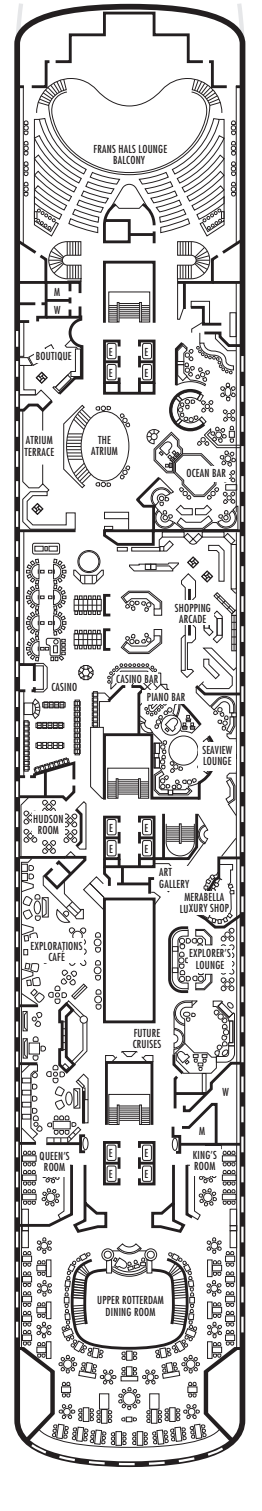 FRANS HALS LOUNGE
BALCONY
M
W
BOUTIQUE
E
E
E
E
ATRIUM
TERRACE
THE
ATRIUM
OCEAN BAR
SHOPPING
ARCADE
CASINO
CASINO BAR
PIANO BAR
SEAVIEW
LOUNGE
HUDSON
ROOM
E
E
E
E
ART
GALLERY
MERABELLA
LUXURY SHOP
EXPLORATIONS
CAFÉ
EXPLORER'S
LOUNGE
FUTURE
CRUISES
W
M
QUEEN'S
ROOM
E
E
E
E
KING'S
ROOM
UPPER ROTTERDAM
DINING ROOM